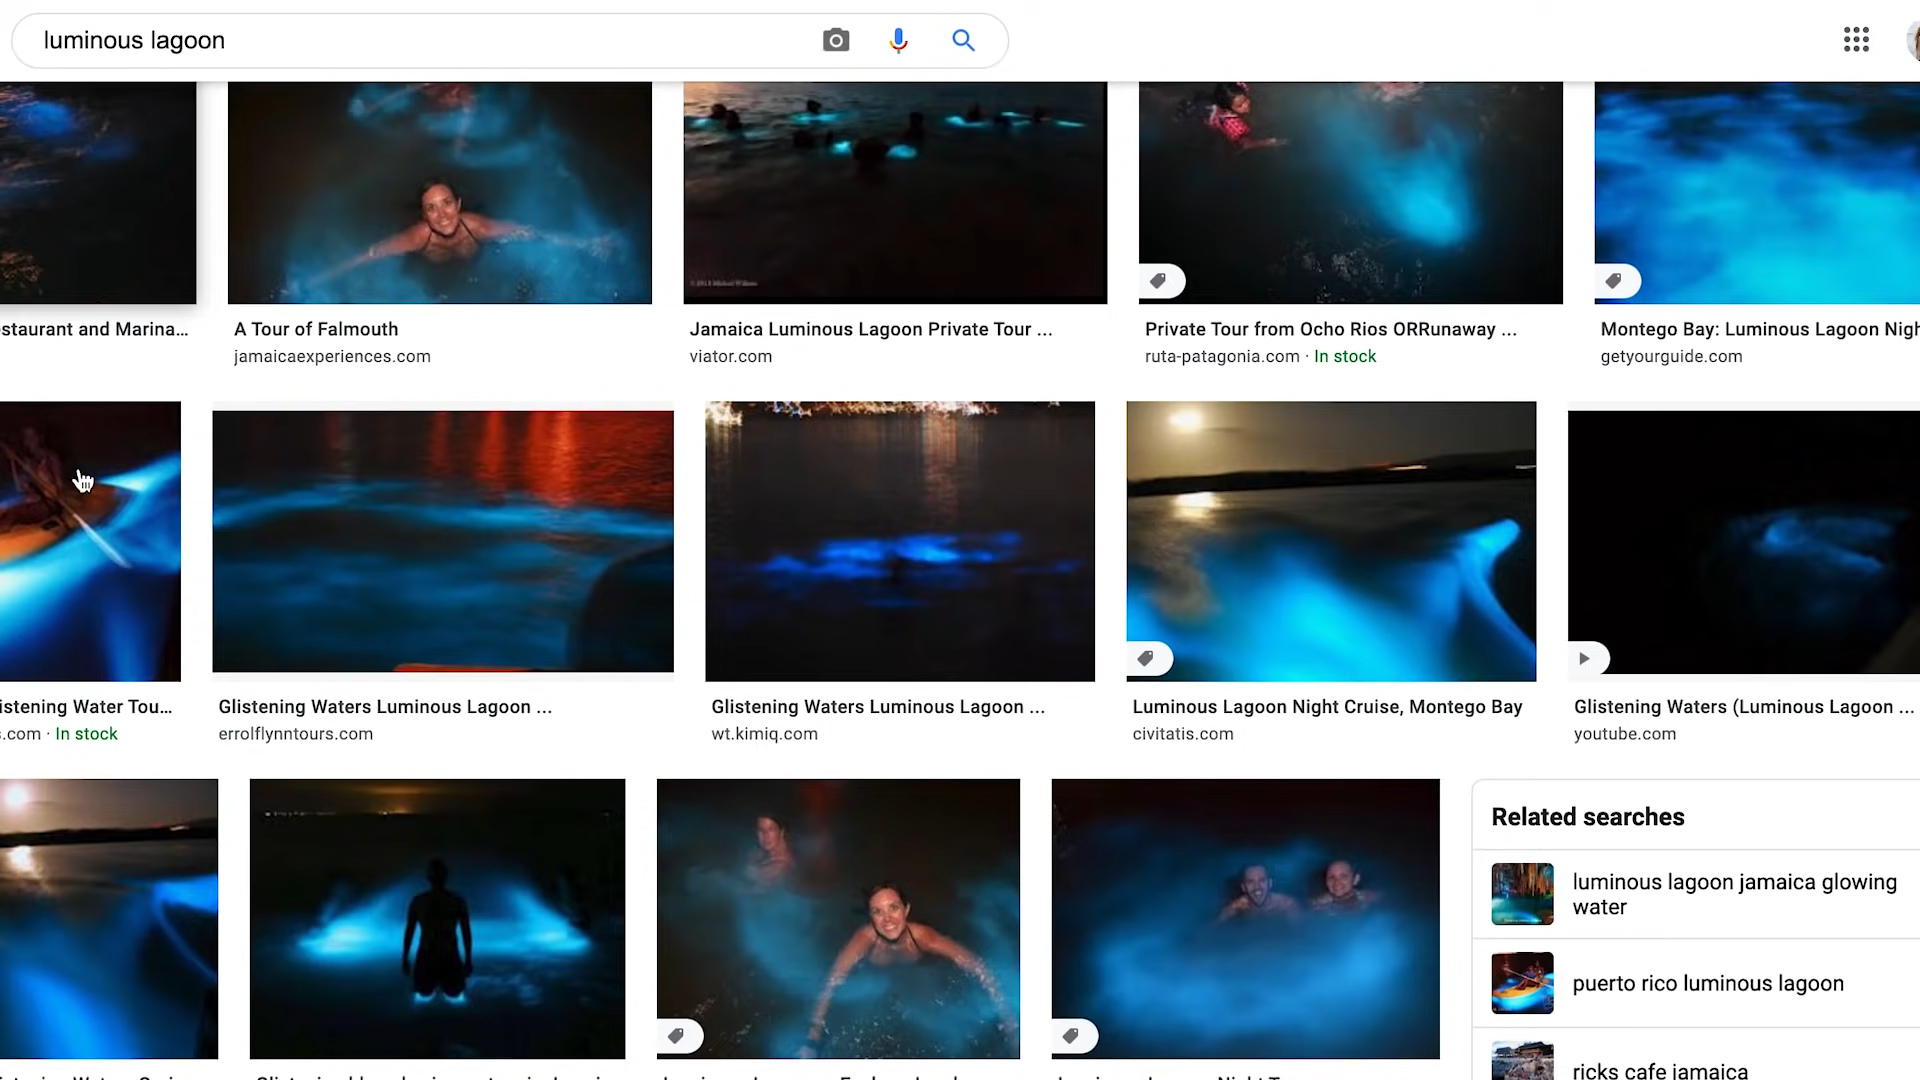 luminous lagoon
staurant and Marina...
A Tour of Falmouth
jamaicaexperiences.com
Jamaica Luminous Lagoon Private Tour ...
viator.com
Private Tour from Ocho Rios ORRunaway ...
ruta-patagonia.com · In stock
Montego Bay: Luminous Lagoon Nigh
getyourguide.com
istening Water Tou...
s.com · In stock
Glistening Waters Luminous Lagoon ...
errolflynntours.com
Glistening Waters Luminous Lagoon ...
wt.kimiq.com
Luminous Lagoon Night Cruise, Montego Bay
civitatis.com
Glistening Waters (Luminous Lagoon ...
youtube.com
Related searches
luminous lagoon jamaica glowing
water
puerto rico luminous lagoon
ricks cafe jamaica